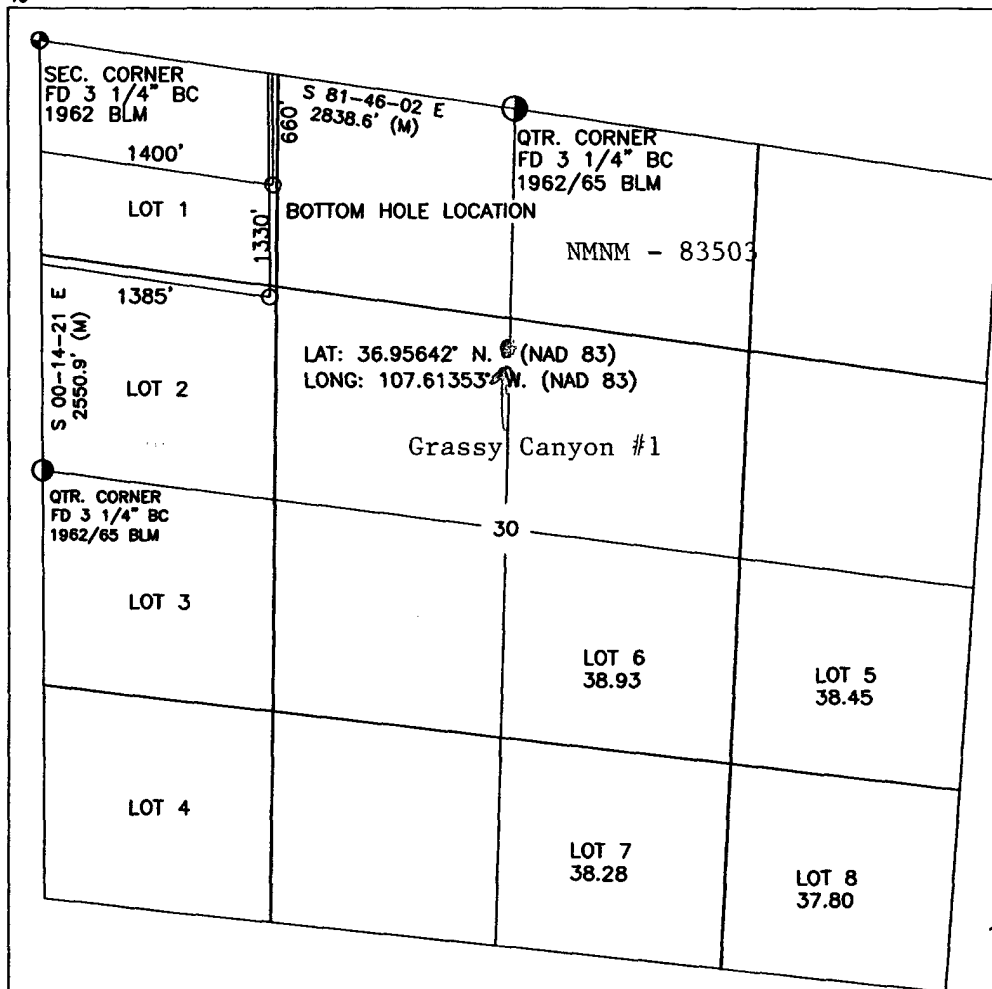 SEC. CORNER
FD 3 1/4" BC
1962 BLM
S 81-46-02 E
2838.6' (M)
660'
QTR. CORNER
FD 3 1/4" BC
1962/65 BLM
1400'
LOT 1
BOTTOM HOLE LOCATION
1330'
NMNM - 83503
1385'
S 00-14-21 E
2550.9' (M)
LOT 2
LAT: 36.95642° N. (NAD 83)
LONG: 107.61353° W. (NAD 83)
Grassy Canyon #1
QTR. CORNER
FD 3 1/4" BC
1962/65 BLM
30
LOT 3
LOT 6
38.93
LOT 5
38.45
LOT 4
LOT 7
38.28
LOT 8
37.80